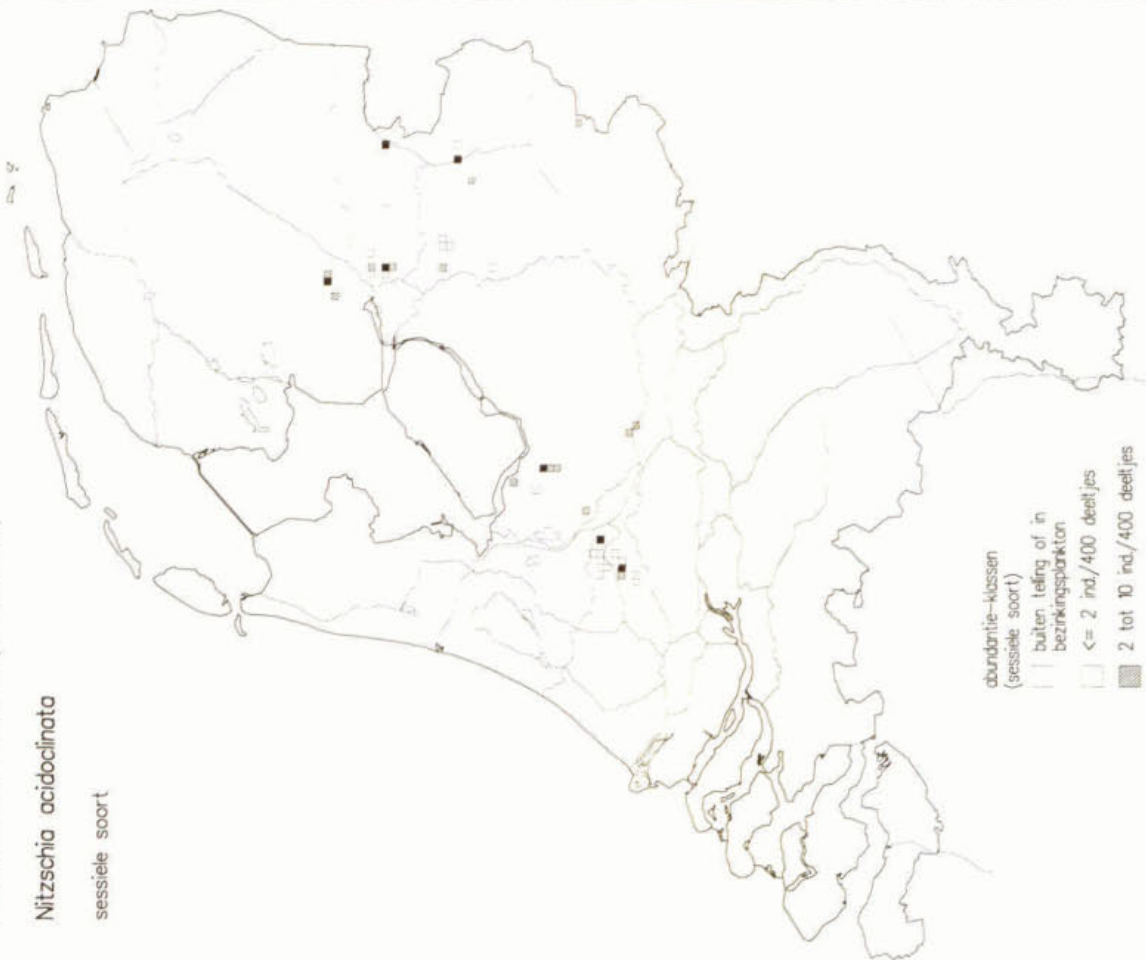 Nitzschia acidoclinata
sessiele soort
abundantie-klassen
(sessiele soort)
buiten telling of in
bezinkingsplankton
<= 2 ind./400 deeltjes
2 tot 10 ind./400 deeltjes